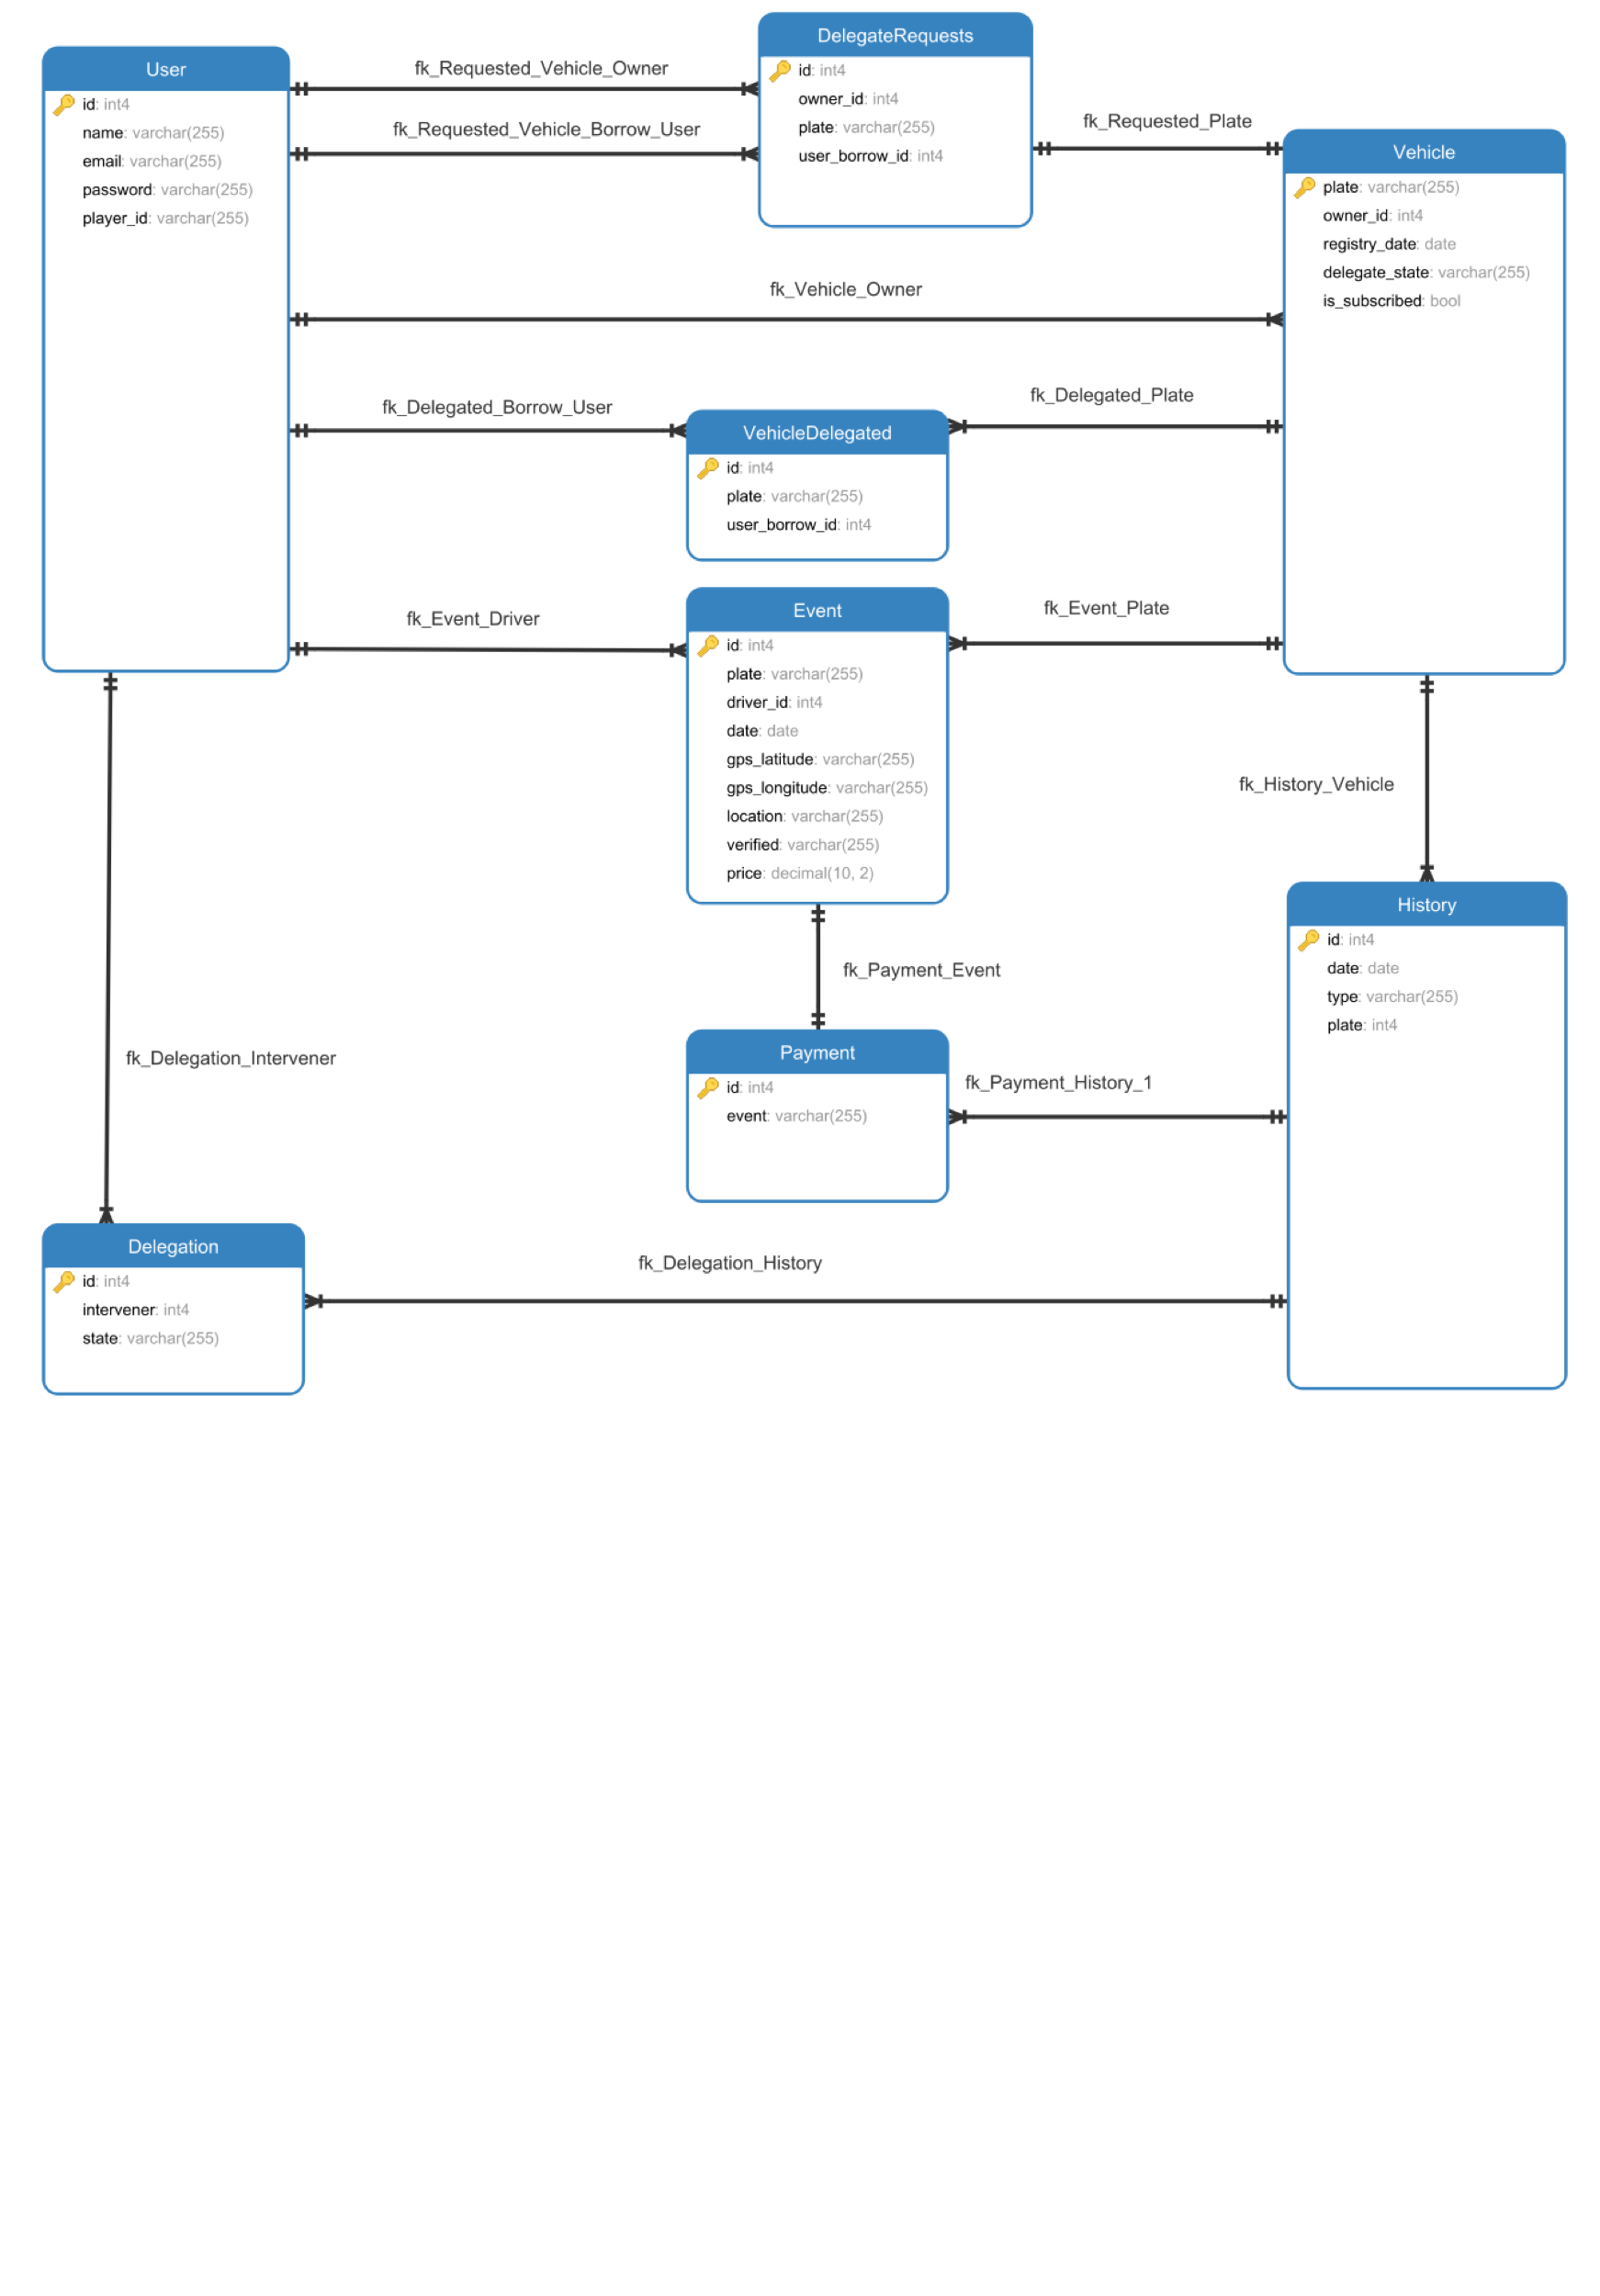 DelegateRequests
id: int4
owner_id: int4
plate: varchar(255)
user_borrow_id: int4
User
id: int4
name: varchar(255)
email: varchar(255)
password: varchar(255)
player_id: varchar(255)
fk_Requested_Vehicle_Owner
fk_Requested_Vehicle_Borrow_User
fk_Requested_Plate
Vehicle
plate: varchar(255)
owner_id: int4
registry_date: date
delegate_state: varchar(255)
is_subscribed: bool
fk_Vehicle_Owner
fk_Delegated_Borrow_User
fk_Delegated_Plate
VehicleDelegated
id: int4
plate: varchar(255)
user_borrow_id: int4
fk_Event_Driver
fk_Event_Plate
Event
id: int4
plate: varchar(255)
driver_id: int4
date: date
gps_latitude: varchar(255)
gps_longitude: varchar(255)
location: varchar(255)
verified: varchar(255)
price: decimal(10, 2)
fk_History_Vehicle
History
id: int4
date: date
type: varchar(255)
plate: int4
fk_Payment_Event
Payment
id: int4
event: varchar(255)
fk_Payment_History_1
fk_Delegation_Intervener
Delegation
id: int4
intervener: int4
state: varchar(255)
fk_Delegation_History